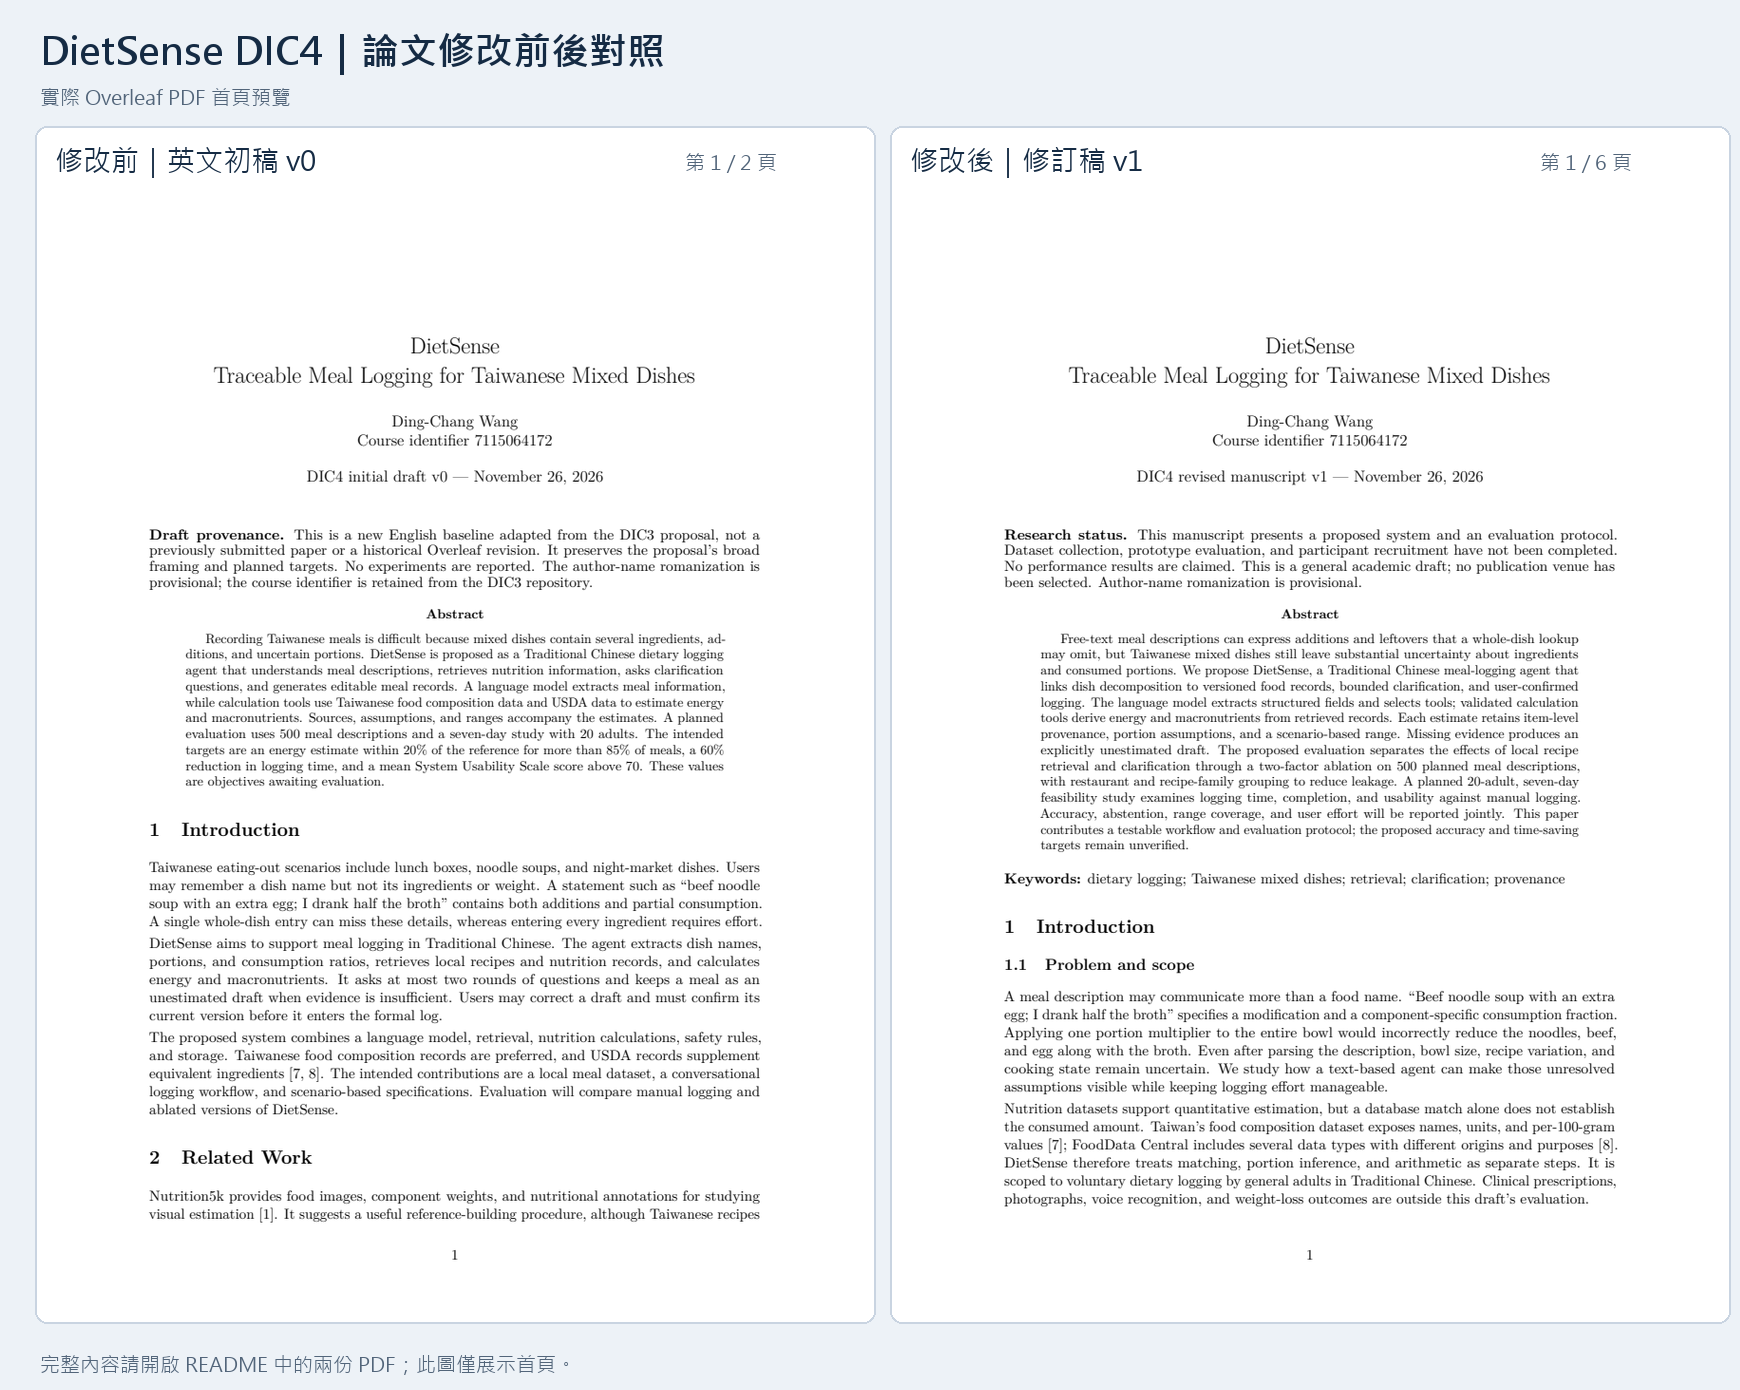 DietSense DIC4 | 論文修改前後對照
實際 Overleaf PDF 首頁預覽
修改前 | 英文初稿 v0
第 1 / 2 頁
DietSense
Traceable Meal Logging for Taiwanese Mixed Dishes
Ding-Chang Wang
Course identifier 7115064172
DIC4 initial draft v0 — November 26, 2026
Draft provenance. This is a new English baseline adapted from the DIC3 proposal, not a
previously submitted paper or a historical Overleaf revision. It preserves the proposal's broad
framing and planned targets. No experiments are reported. The author-name romanization is
provisional; the course identifier is retained from the DIC3 repository.
Abstract
Recording Taiwanese meals is difficult because mixed dishes contain several ingredients, ad-
ditions, and uncertain portions. DietSense is proposed as a Traditional Chinese dietary logging
agent that understands meal descriptions, retrieves nutrition information, asks clarification
questions, and generates editable meal records. A language model extracts meal information,
while calculation tools use Taiwanese food composition data and USDA data to estimate energy
and macronutrients. Sources, assumptions, and ranges accompany the estimates. A planned
evaluation uses 500 meal descriptions and a seven-day study with 20 adults. The intended
targets are an energy estimate within 20% of the reference for more than 85% of meals, a 60%
reduction in logging time, and a mean System Usability Scale score above 70. These values
are objectives awaiting evaluation.
1 Introduction
Taiwanese eating-out scenarios include lunch boxes, noodle soups, and night-market dishes. Users
may remember a dish name but not its ingredients or weight. A statement such as “beef noodle
soup with an extra egg; I drank half the broth” contains both additions and partial consumption.
A single whole-dish entry can miss these details, whereas entering every ingredient requires effort.
DietSense aims to support meal logging in Traditional Chinese. The agent extracts dish names,
portions, and consumption ratios, retrieves local recipes and nutrition records, and calculates
energy and macronutrients. It asks at most two rounds of questions and keeps a meal as an
unestimated draft when evidence is insufficient. Users may correct a draft and must confirm its
current version before it enters the formal log.
The proposed system combines a language model, retrieval, nutrition calculations, safety rules,
and storage. Taiwanese food composition records are preferred, and USDA records supplement
equivalent ingredients [7, 8]. The intended contributions are a local meal dataset, a conversational
logging workflow, and scenario-based specifications. Evaluation will compare manual logging and
ablated versions of DietSense.
2 Related Work
Nutrition5k provides food images, component weights, and nutritional annotations for studying
visual estimation [1]. It suggests a useful reference-building procedure, although Taiwanese recipes
1
修改後 | 修訂稿 v1
第 1 / 6 頁
DietSense
Traceable Meal Logging for Taiwanese Mixed Dishes
Ding-Chang Wang
Course identifier 7115064172
DIC4 revised manuscript v1 — November 26, 2026
Research status. This manuscript presents a proposed system and an evaluation protocol.
Dataset collection, prototype evaluation, and participant recruitment have not been completed.
No performance results are claimed. This is a general academic draft; no publication venue has
been selected. Author-name romanization is provisional.
Abstract
Free-text meal descriptions can express additions and leftovers that a whole-dish lookup
may omit, but Taiwanese mixed dishes still leave substantial uncertainty about ingredients
and consumed portions. We propose DietSense, a Traditional Chinese meal-logging agent that
links dish decomposition to versioned food records, bounded clarification, and user-confirmed
logging. The language model extracts structured fields and selects tools; validated calculation
tools derive energy and macronutrients from retrieved records. Each estimate retains item-level
provenance, portion assumptions, and a scenario-based range. Missing evidence produces an
explicitly unestimated draft. The proposed evaluation separates the effects of local recipe
retrieval and clarification through a two-factor ablation on 500 planned meal descriptions,
with restaurant and recipe-family grouping to reduce leakage. A planned 20-adult, seven-day
feasibility study examines logging time, completion, and usability against manual logging.
Accuracy, abstention, range coverage, and user effort will be reported jointly. This paper
contributes a testable workflow and evaluation protocol; the proposed accuracy and time-saving
targets remain unverified.
Keywords: dietary logging; Taiwanese mixed dishes; retrieval; clarification; provenance
1 Introduction
1.1 Problem and scope
A meal description may communicate more than a food name. “Beef noodle soup with an extra
egg; I drank half the broth” specifies a modification and a component-specific consumption fraction.
Applying one portion multiplier to the entire bowl would incorrectly reduce the noodles, beef,
and egg along with the broth. Even after parsing the description, bowl size, recipe variation, and
cooking state remain uncertain. We study how a text-based agent can make those unresolved
assumptions visible while keeping logging effort manageable.
Nutrition datasets support quantitative estimation, but a database match alone does not establish
the consumed amount. Taiwan's food composition dataset exposes names, units, and per-100-gram
values [7]; FoodData Central includes several data types with different origins and purposes [8].
DietSense therefore treats matching, portion inference, and arithmetic as separate steps. It is
scoped to voluntary dietary logging by general adults in Traditional Chinese. Clinical prescriptions,
photographs, voice recognition, and weight-loss outcomes are outside this draft's evaluation.
1
完整內容請開啟 README 中的兩份 PDF；此圖僅展示首頁。